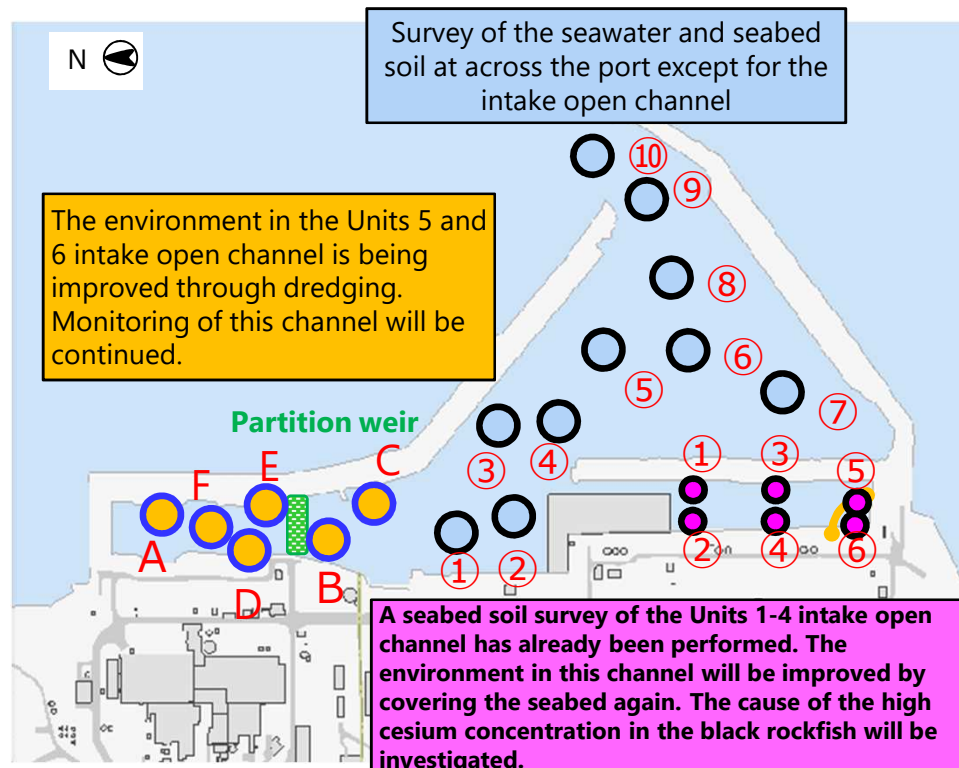 N
Survey of the seawater and seabed
soil at across the port except for the
intake open channel
⑩
⑨
The environment in the Units 5 and
6 intake open channel is being
improved through dredging.
Monitoring of this channel will be
continued.
⑧
⑥
⑤
⑦
Partition weir
③
④
A
F
E
C
D
B
①
②
①
③
⑤
②
④
⑥
A seabed soil survey of the Units 1-4 intake open
channel has already been performed. The
environment in this channel will be improved by
covering the seabed again. The cause of the high
cesium concentration in the black rockfish will be
investigated.